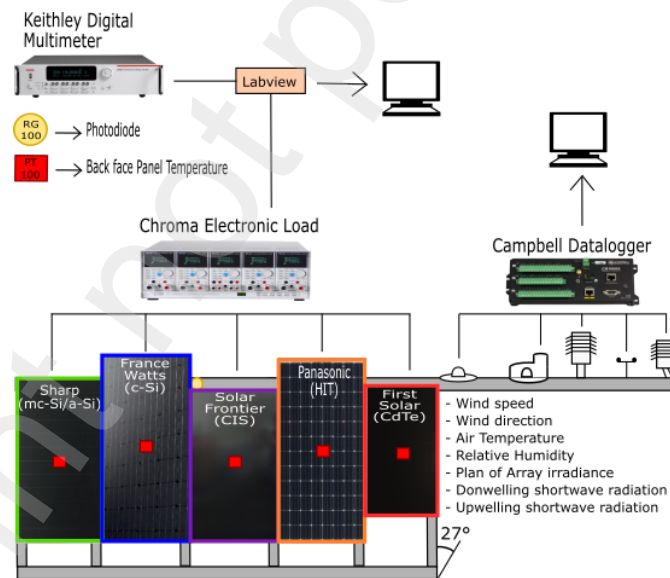 Keithley Digital
Multimeter
Labview
RG
100
Photodiode
PT
100
Back face Panel Temperature
Chroma Electronic Load
Campbell Datalogger
Sharp
(mc-Si/a-Si)
France
Watts
(c-Si)
Solar
Frontier
(CIS)
Panasonic
(HIT)
First
Solar
(CdTe)
- Wind speed
- Wind direction
- Air Temperature
- Relative Humidity
- Plan of Array irradiance
- Donwelling shortwave radiation
- Upwelling shortwave radiation
27°